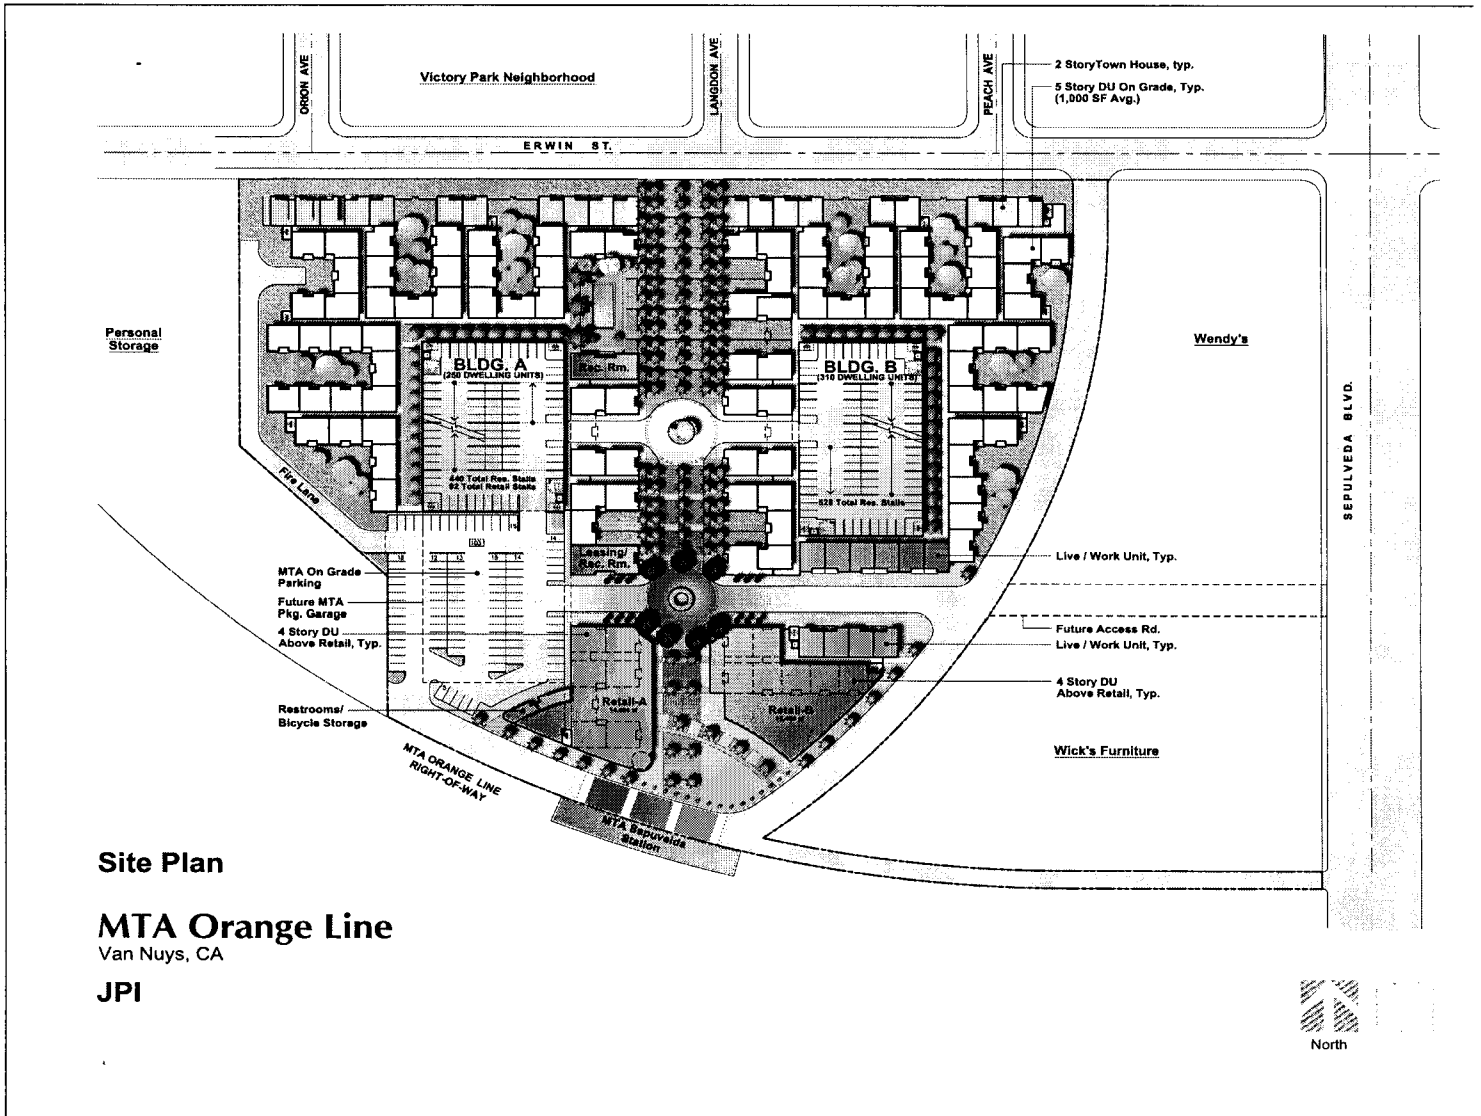 ORION AVE
Victory Park Neighborhood
LANGDON AVE
PEACH AVE
2 StoryTown House, typ.
5 Story DU On Grade, Typ.
(1,000 SF Avg.)
ERWIN ST.
Personal
Storage
Wendy's
SEPULVEDA BLVD.
BLDG. A
(250 DWELLING UNITS)
Rec. Rm.
BLDG. B
(310 DWELLING UNITS)
440 Total Res. Stalls
92 Total Retail Stalls
528 Total Res. Stalls
Fire Lane
Leasing/
Rec. Rm.
Live / Work Unit, Typ.
MTA On Grade
Parking
Future MTA
Pkg. Garage
4 Story DU
Above Retail, Typ.
Future Access Rd.
Live / Work Unit, Typ.
4 Story DU
Above Retail, Typ.
Restrooms/
Bicycle Storage
Retail-A
Retail-B
Wick's Furniture
MTA ORANGE LINE
RIGHT-OF-WAY
MTA Sepuveida
Station
Site Plan
MTA Orange Line
Van Nuys, CA
JPI
North